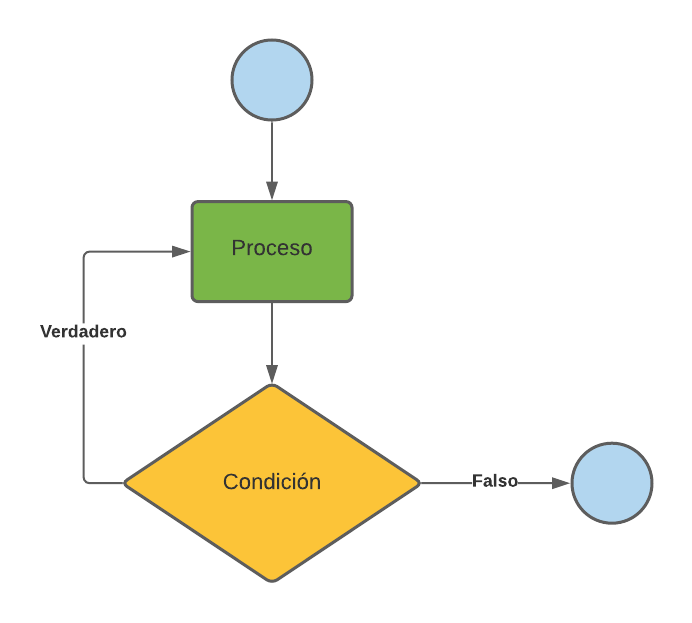 Proceso
Verdadero
Condición
Falso